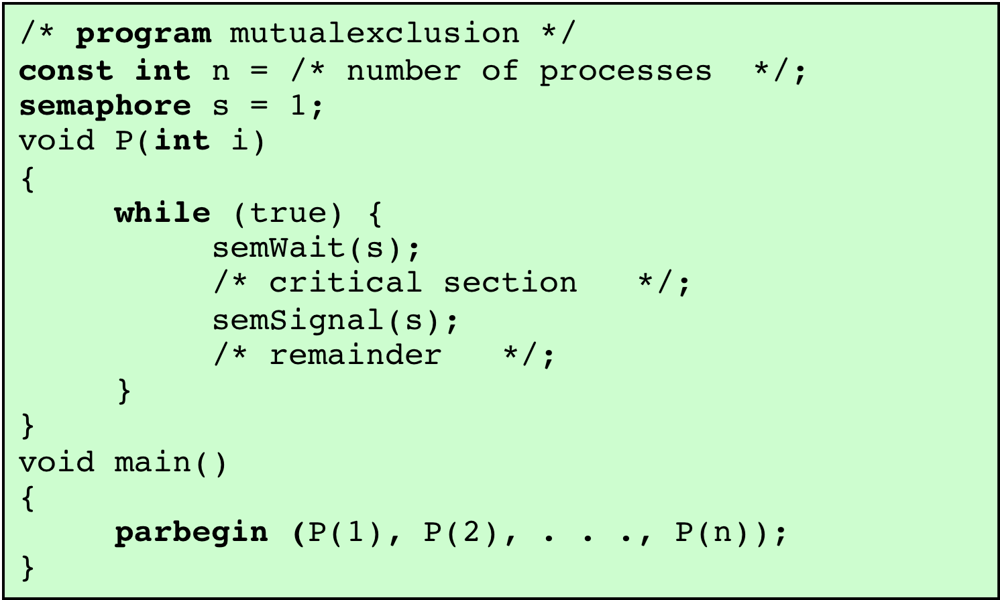 /* program mutualexclusion */
const int n = /* number of processes  */;
semaphore s = 1;
void P(int i)
{
     while (true) {
          semWait(s);
          /* critical section   */;
          semSignal(s);
          /* remainder   */;
     }
}
void main()
{
     parbegin (P(1), P(2), . . ., P(n));
}